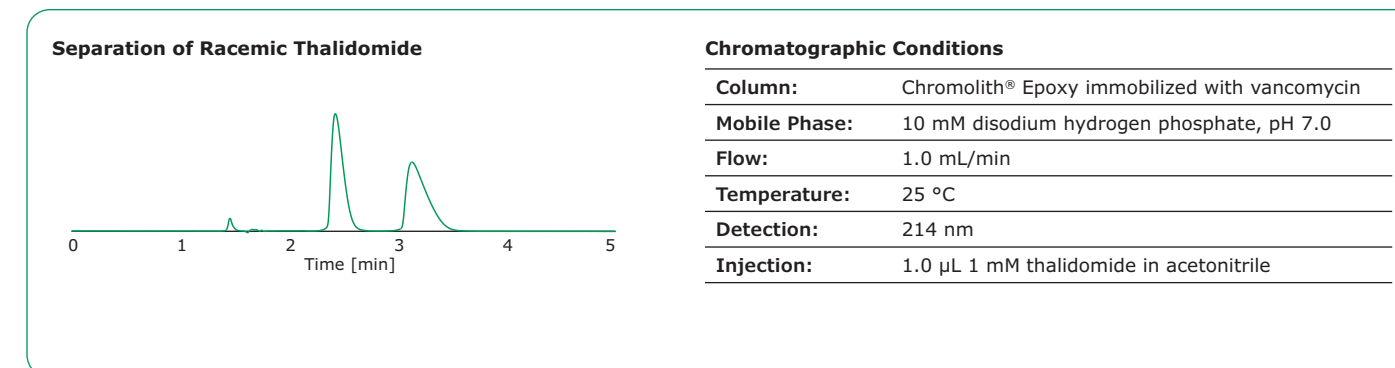 Separation of Racemic Thalidomide
0 1 2 3 4 5
Time [min]
Chromatographic Conditions
Column: Chromolith® Epoxy immobilized with vancomycin
Mobile Phase: 10 mM disodium hydrogen phosphate, pH 7.0
Flow: 1.0 mL/min
Temperature: 25 °C
Detection: 214 nm
Injection: 1.0 µL 1 mM thalidomide in acetonitrile